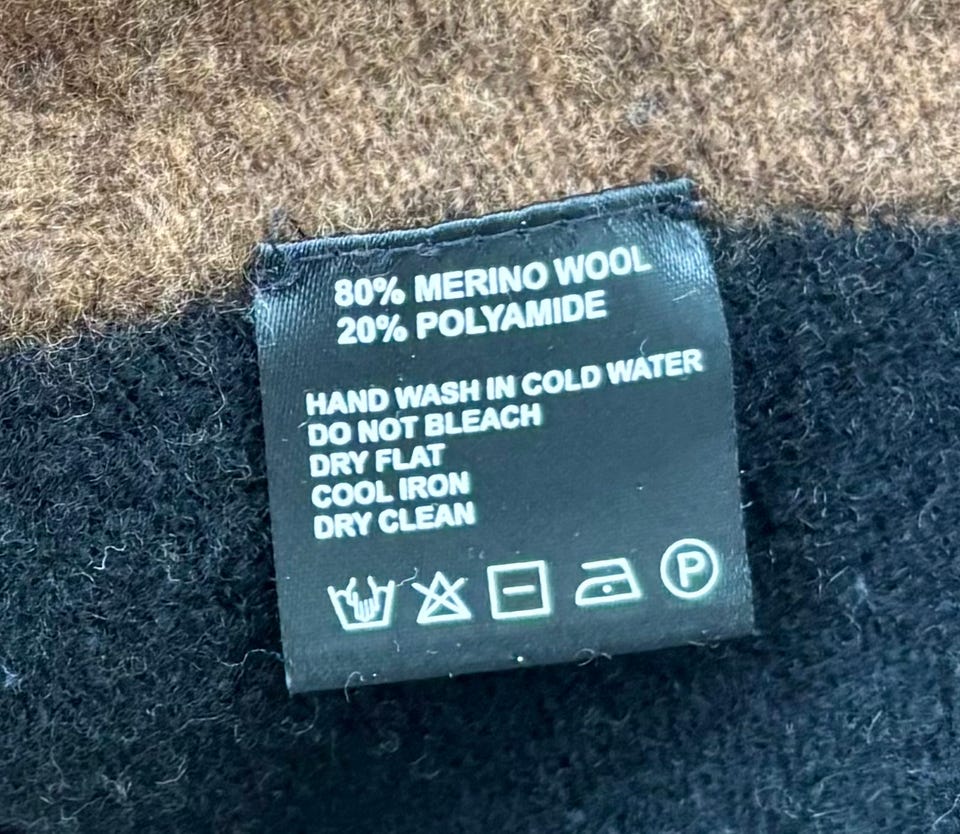 80% MERINO WOOL
20% POLYAMIDE
HAND WASH IN COLD WATER
DO NOT BLEACH
DRY FLAT
COOL IRON
DRY CLEAN
P